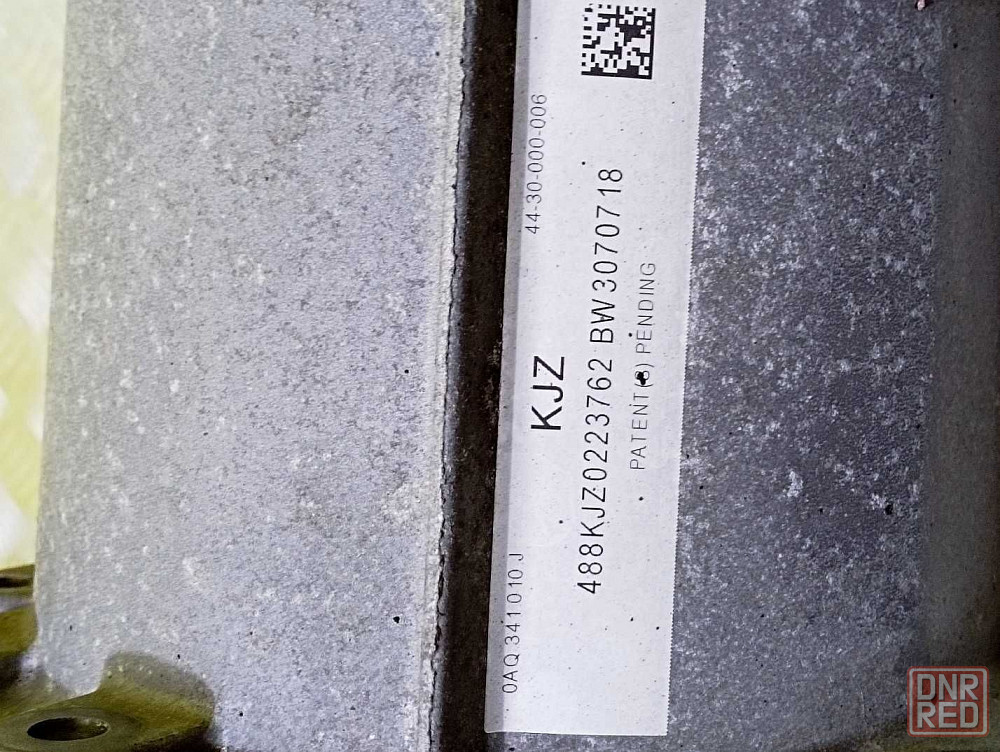 0AQ 341 010 J 44-30-000-006
KJZ
488KJZ0223762 BW3070718
PATENT(S) PENDING
DNR
RED